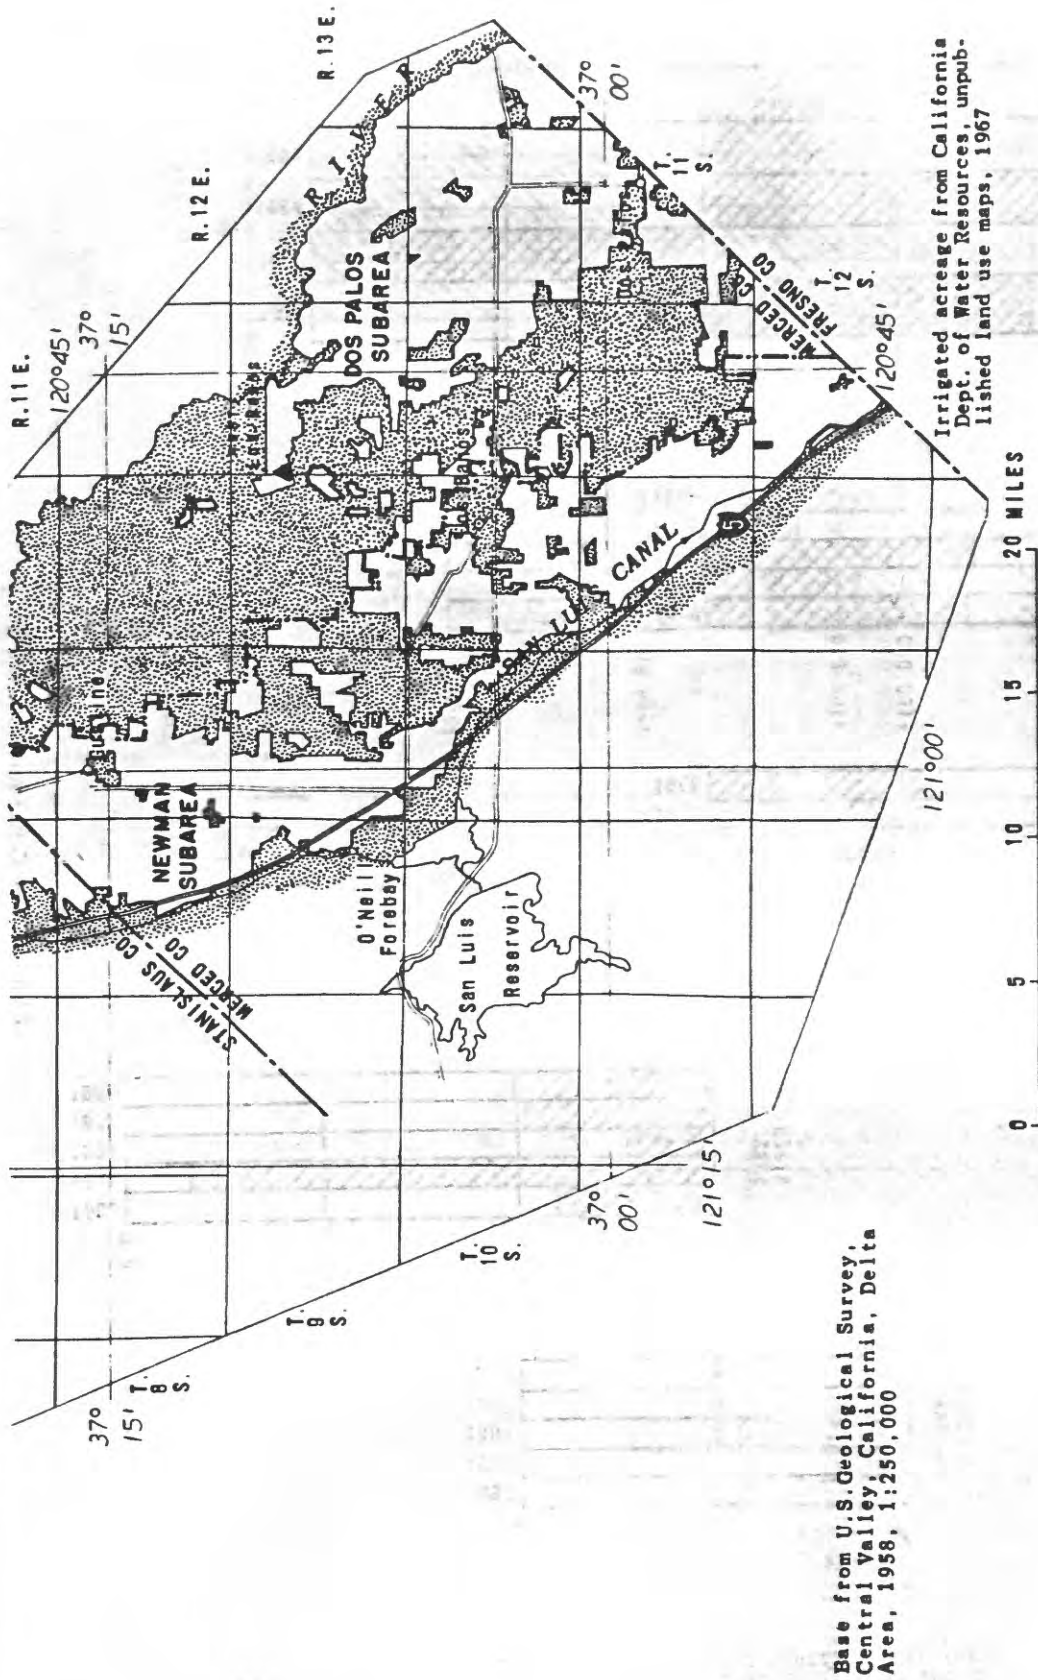 R.11 E.
R.12 E.
R.13 E.
120°45'
37°
15'
RIVER
DOS PALOS
SUBAREA
NEWMAN
SUBAREA
STANISLAUS CO
MERCED CO
O'Neill
Forebay
San Luis
Reservoir
CANAL
5
37°
00'
T.
11
S.
T.
12
S.
MERCED CO
FRESNO CO
120°45'
37°
15'
T.
8
S.
T.
9
S.
T.
10
S.
37°
00'
121°15'
121°00'
0 5 10 15 20 MILES
Base from U.S.Geological Survey,
Central Valley, California, Delta
Area, 1958, 1:250,000
Irrigated acreage from California
Dept. of Water Resources, unpub-
lished land use maps, 1967